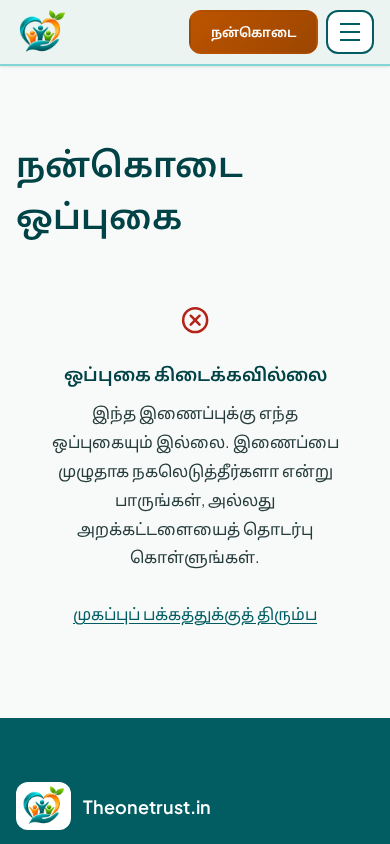 நன்கொடை
நன்கொடை
ஒப்புகை
ஒப்புகை கிடைக்கவில்லை
இந்த இணைப்புக்கு எந்த
ஒப்புகையும் இல்லை. இணைப்பை
முழுதாக நகலெடுத்தீர்களா என்று
பாருங்கள், அல்லது
அறக்கட்டளையைத் தொடர்பு
கொள்ளுங்கள்.
முகப்புப் பக்கத்துக்குத் திரும்ப
Theonetrust.in